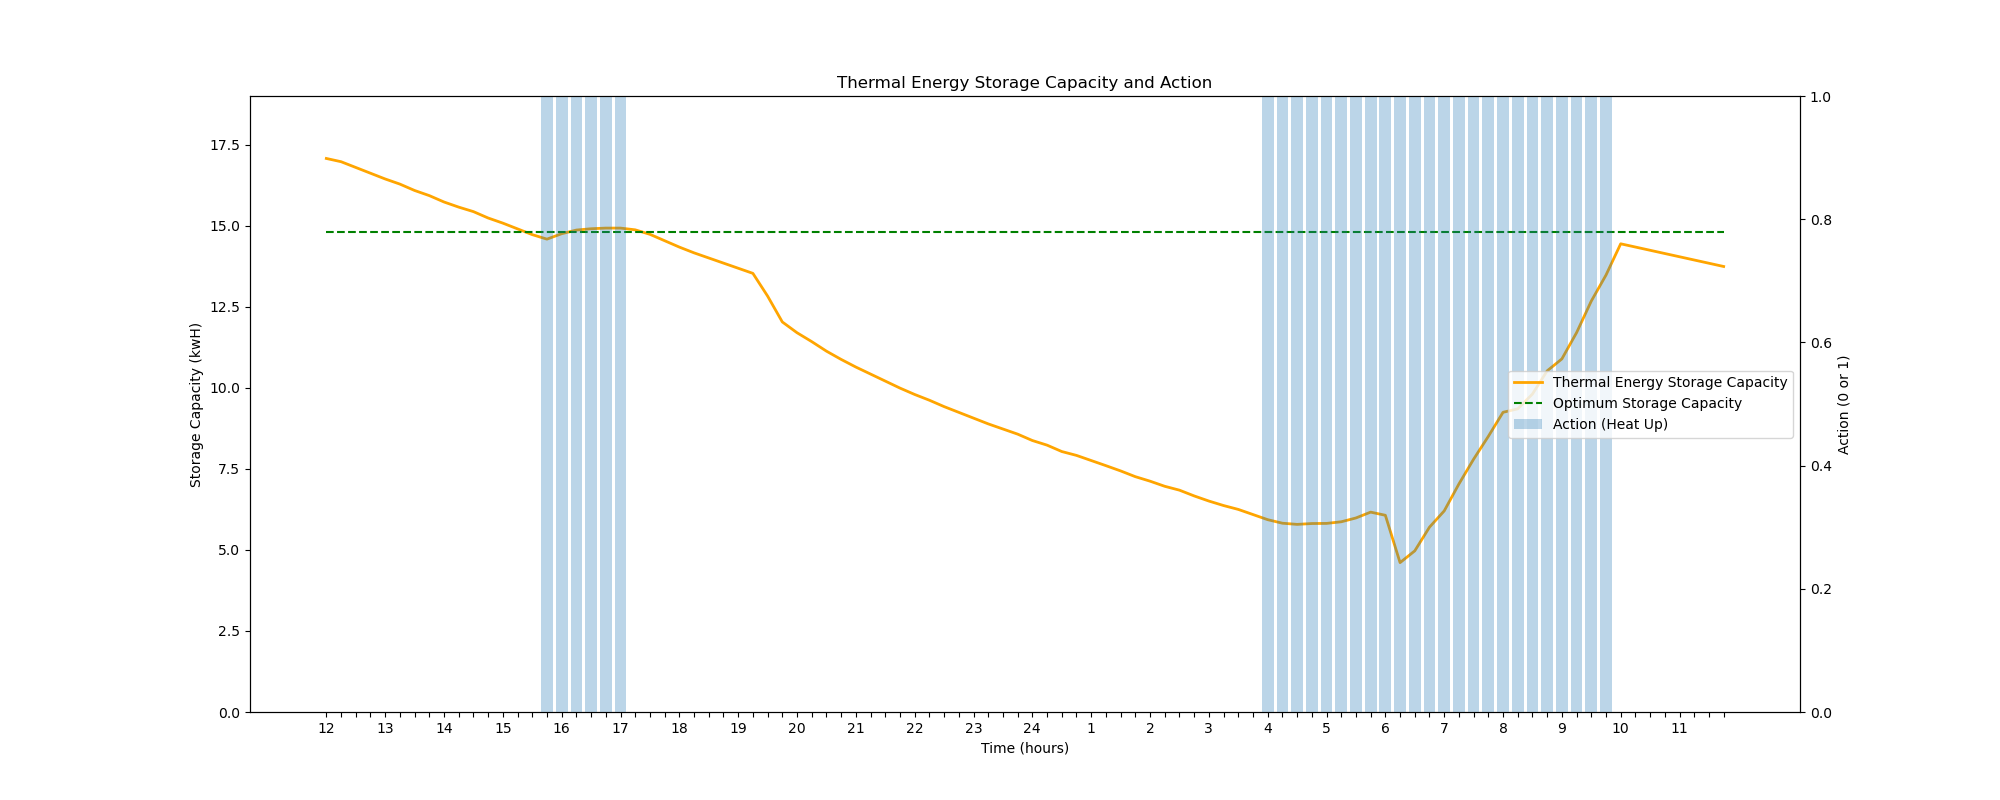 Thermal Energy Storage Capacity and Action
Storage Capacity (kwH)
17.5
15.0
12.5
10.0
7.5
5.0
2.5
0.0
1.0
0.8
0.6
0.4
0.2
0.0
Action (0 or 1)
Thermal Energy Storage Capacity
Optimum Storage Capacity
Action (Heat Up)
12 13 14 15 16 17 18 19 20 21 22 23 24 1 2 3 4 5 6 7 8 9 10 11
Time (hours)